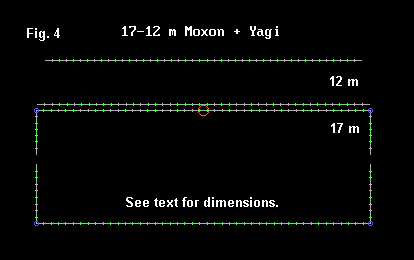 Fig. 4
17-12 m Moxon + Yagi
12 m
17 m
See text for dimensions.